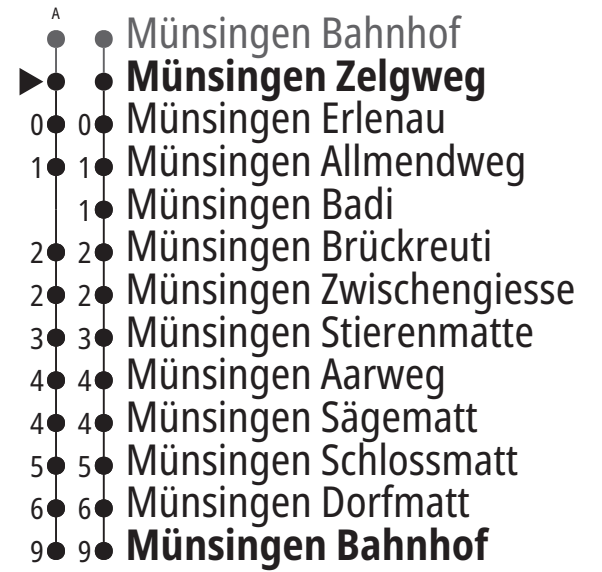 A
Münsingen Bahnhof
Münsingen Zelgweg
0 0 Münsingen Erlenau
1 1 Münsingen Allmendweg
1 Münsingen Badi
2 2 Münsingen Brückreuti
2 2 Münsingen Zwischengiesse
3 3 Münsingen Stierenmatte
4 4 Münsingen Aarweg
4 4 Münsingen Sägematt
5 5 Münsingen Schlossmatt
6 6 Münsingen Dorfmatt
9 9 Münsingen Bahnhof